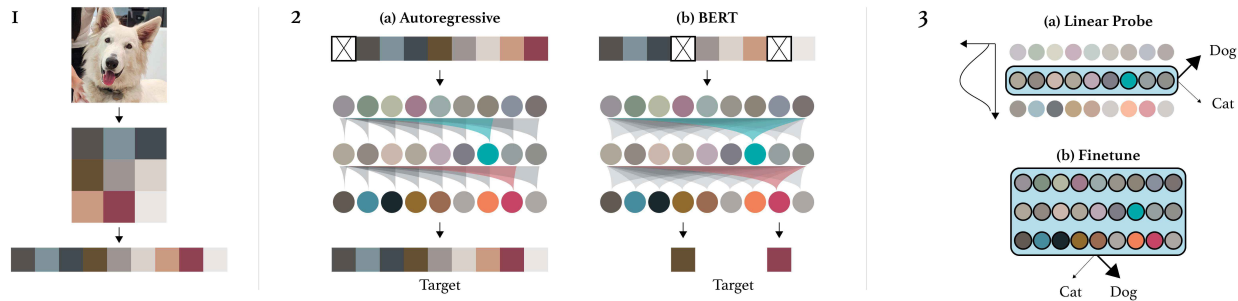 1
2
(a) Autoregressive
Target
(b) BERT
Target
3
(a) Linear Probe
Dog
Cat
(b) Finetune
Cat
Dog